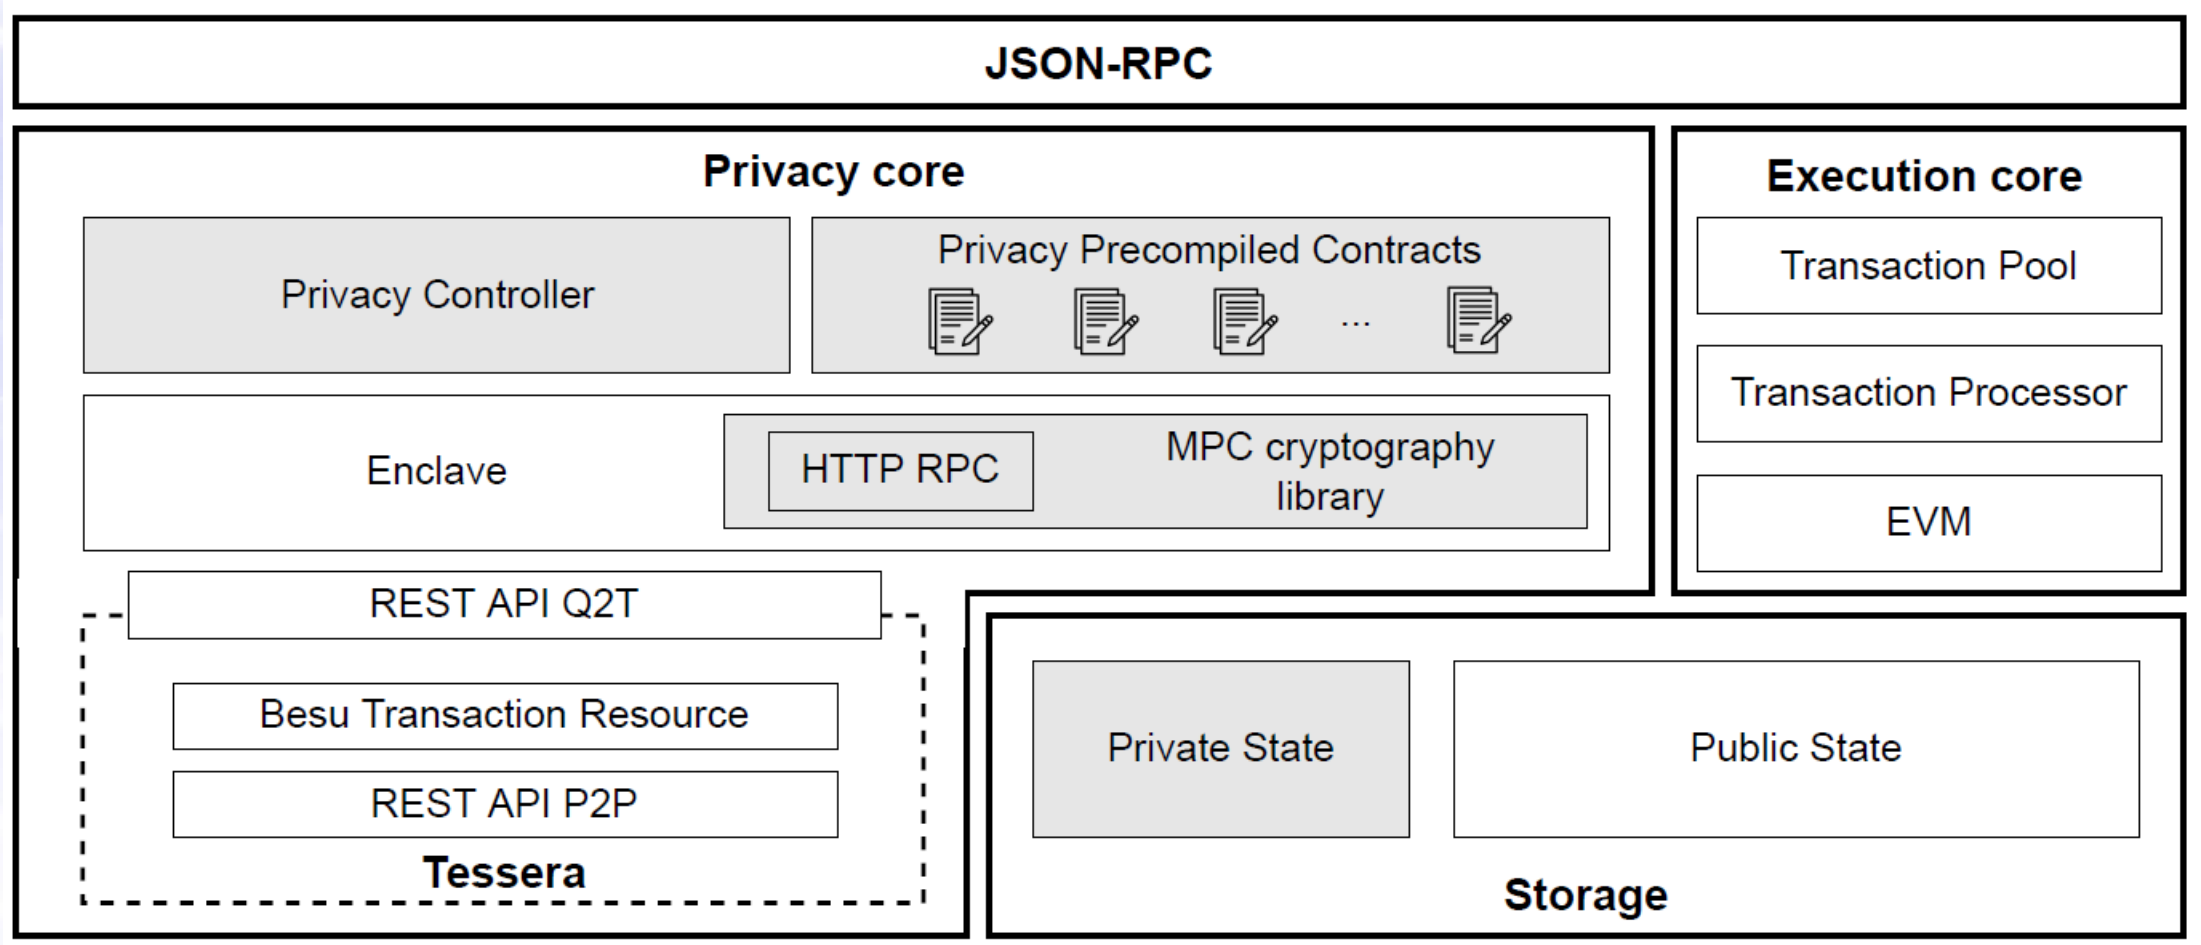 JSON-RPC
Privacy core
Privacy Controller
Privacy Precompiled Contracts
...
Enclave
HTTP RPC
MPC cryptography
library
REST API Q2T
Besu Transaction Resource
REST API P2P
Tessera
Execution core
Transaction Pool
Transaction Processor
EVM
Private State
Public State
Storage